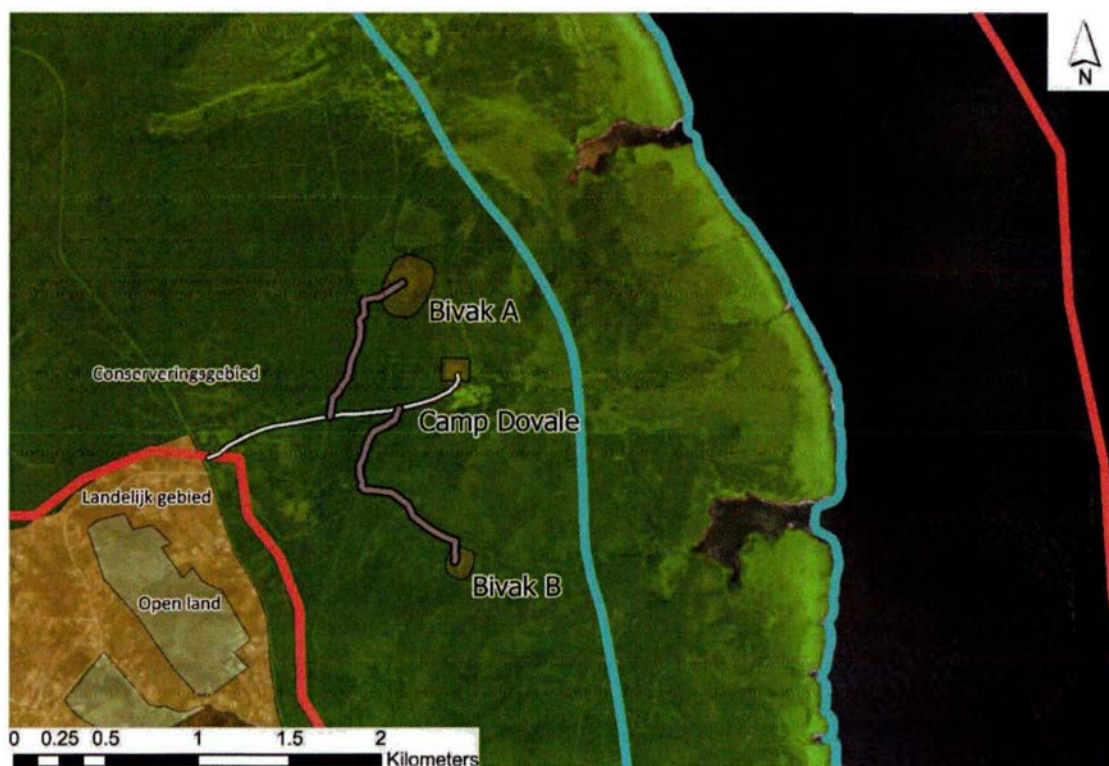 N
Bivak A
Conserveringsgebied
Camp Dovale
Landelijk gebied
Open land
Bivak B
0 0.25 0.5 1 1.5 2
Kilometers